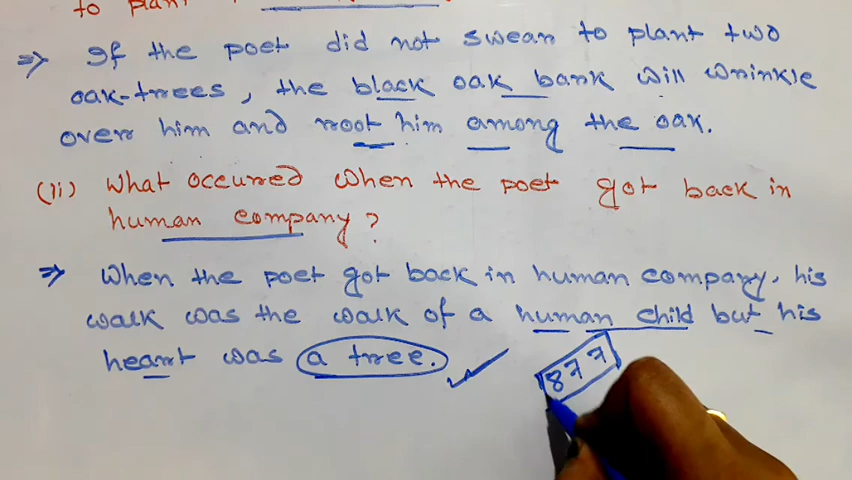 to plant
⇒ If the poet did not swear to plant two
oak-trees, the black oak bank will wrinkle
over him and root him among the oak.
(ii) What occurred when the poet got back in
human company?
⇒ When the poet got back in human company, his
walk was the walk of a human child but his
heart was a tree.
877